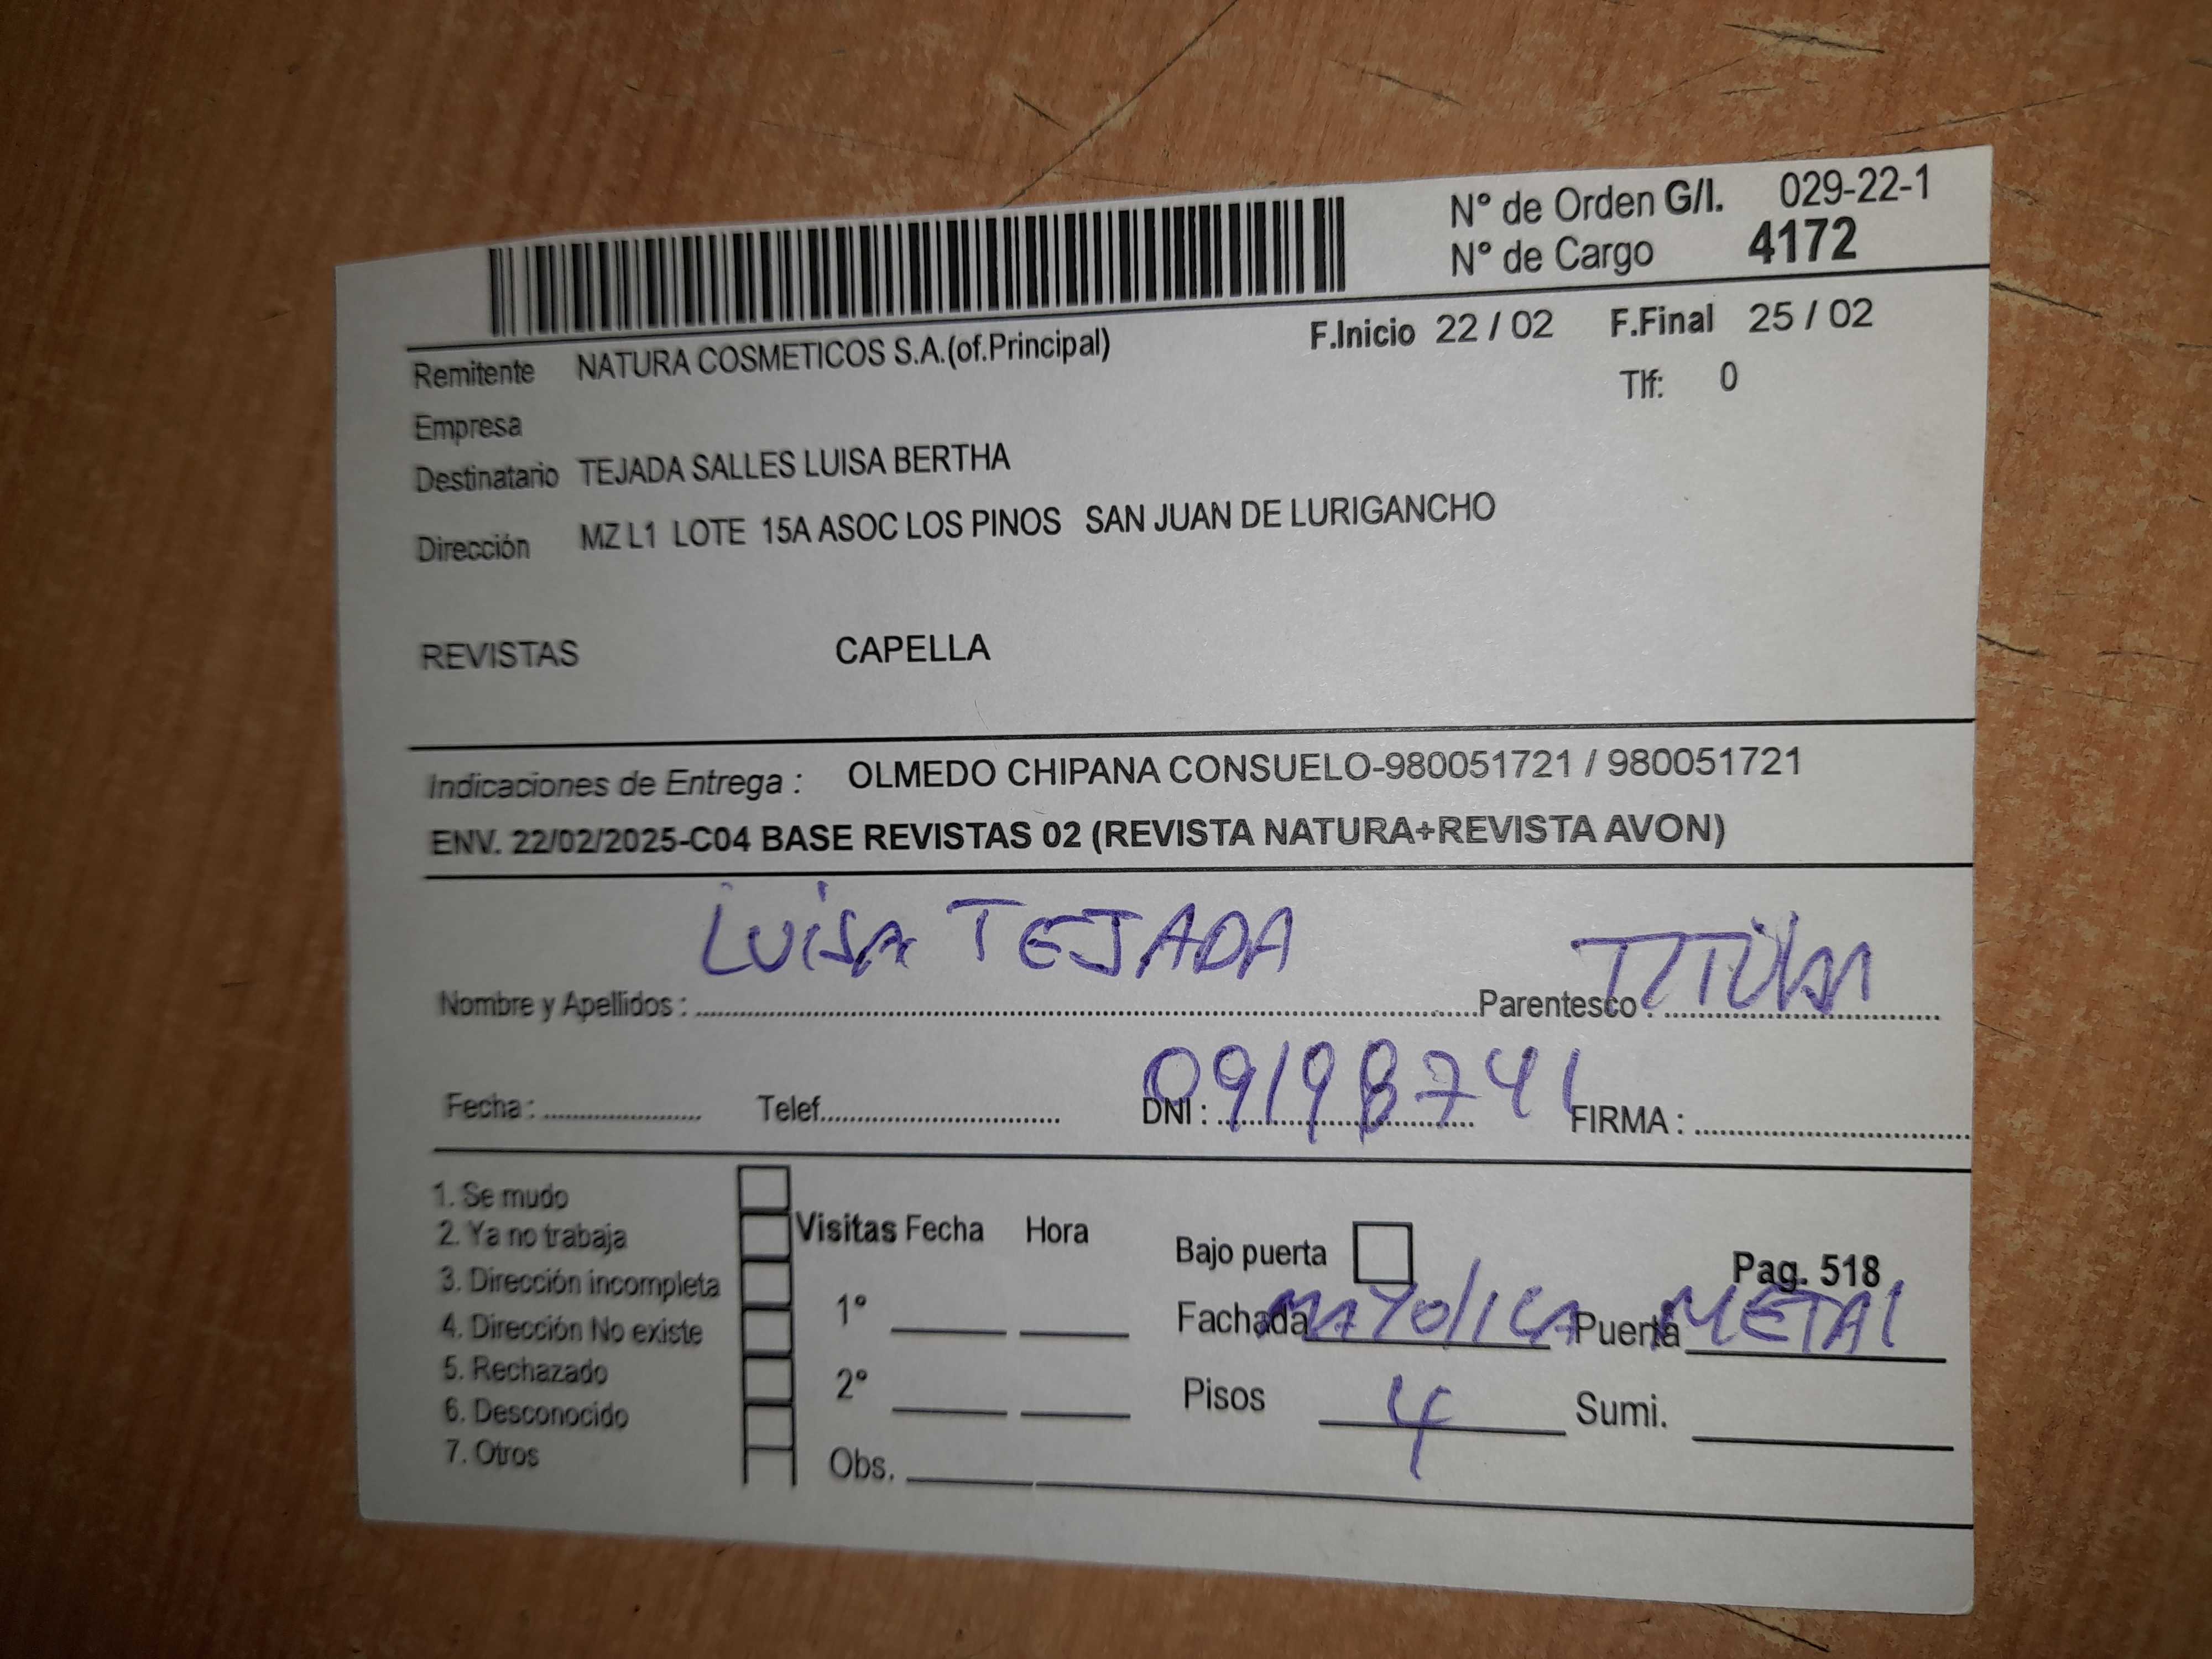 N° de Orden G/I. 029-22-1
N° de Cargo 4172
Remitente NATURA COSMETICOS S.A.(of.Principal) F.Inicio 22 / 02 F.Final 25 / 02
Tlf: 0
Empresa
Destinatario TEJADA SALLES LUISA BERTHA
Dirección MZ L1 LOTE 15A ASOC LOS PINOS SAN JUAN DE LURIGANCHO
REVISTAS CAPELLA
Indicaciones de Entrega : OLMEDO CHIPANA CONSUELO-980051721 / 980051721
ENV. 22/02/2025-C04 BASE REVISTAS 02 (REVISTA NATURA+REVISTA AVON)
LUISA TEJADA
Nombre y Apellidos : Parentesco :
Fecha : Telef. DNI : 09198741 FIRMA :
1. Se mudo
2. Ya no trabaja
3. Dirección incompleta
4. Dirección No existe
5. Rechazado
6. Desconocido
7. Otros
Visitas Fecha Hora
1°
2°
Obs.
Bajo puerta
Pag. 518
Fachada MAYOLICA Puerta METAL
Pisos 4 Sumi.